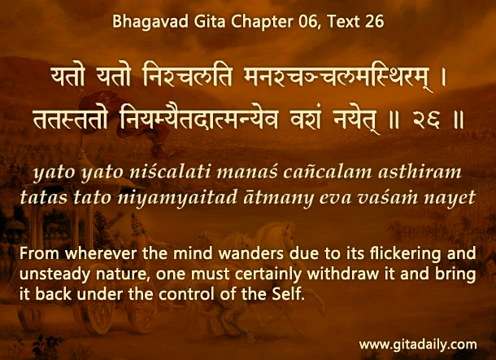 Bhagavad Gita Chapter 06, Text 26
यतो यतो निश्चलति मनश्चञ्चलमस्थिरम् ।
ततस्ततो नियम्यैतदात्मन्येव वशं नयेत् ॥ २६ ॥
yato yato niścalati manaś cañcalam asthiram
tatas tato niyamyaitad ātmany eva vaśaṁ nayet
From wherever the mind wanders due to its flickering and
unsteady nature, one must certainly withdraw it and bring
it back under the control of the Self.
www.gitadaily.com